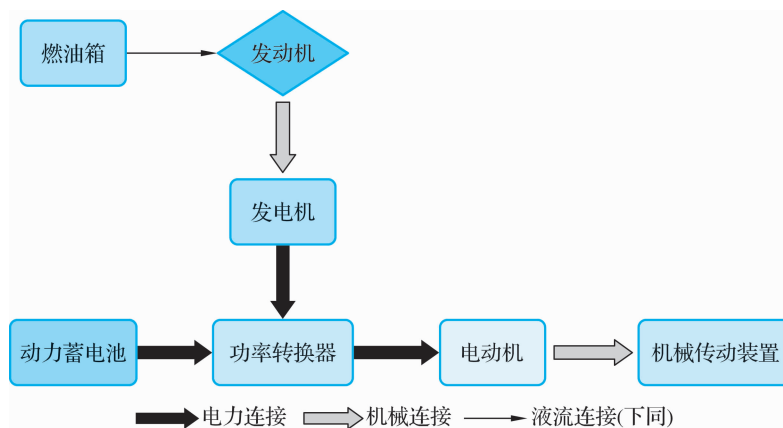 燃油箱
发动机
发电机
动力蓄电池
功率转换器
电动机
机械传动装置
电力连接 机械连接 液流连接(下同)